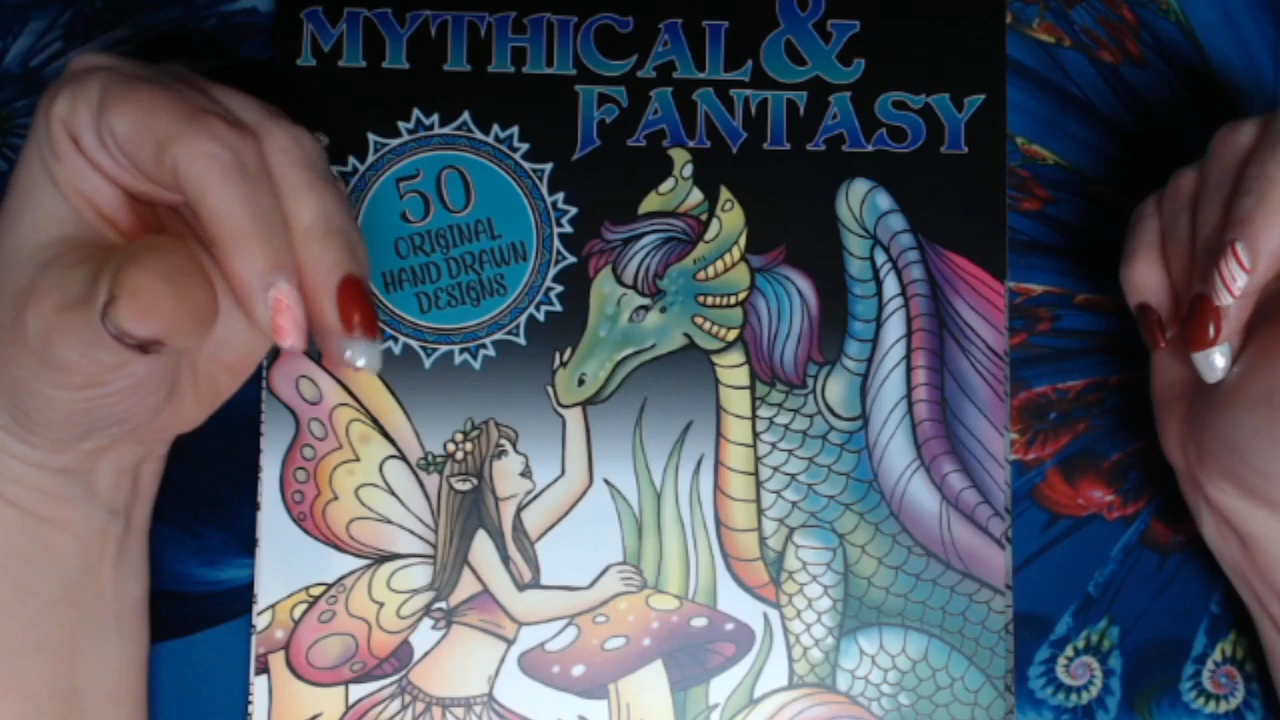 MYTHICAL &
FANTASY
50
ORIGINAL
HAND DRAWN
DESIGNS